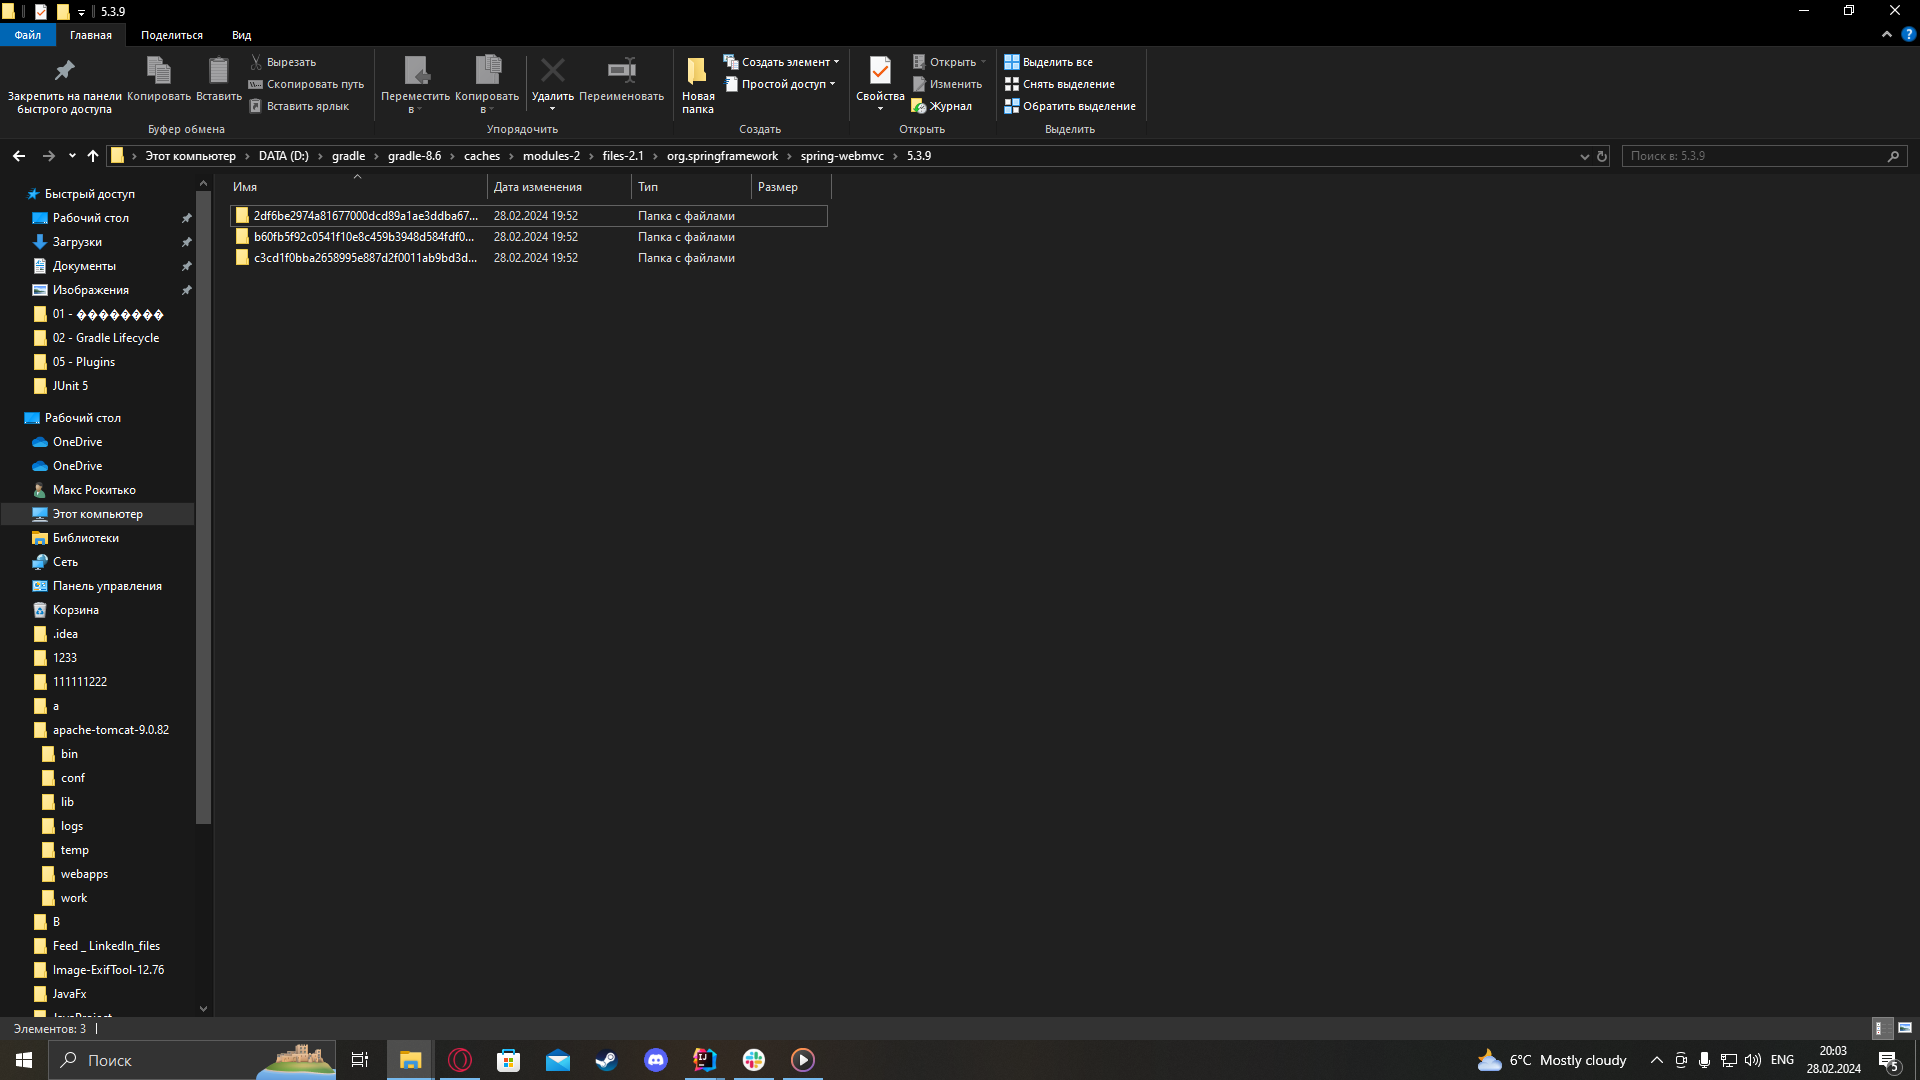 5.3.9
Файл
Главная
Поделиться
Вид
Закрепить на панели
быстрого доступа
Копировать
Вставить
Вырезать
Скопировать путь
Вставить ярлык
Буфер обмена
Переместить
в
Копировать
в
Удалить
Переименовать
Упорядочить
Новая
папка
Создать элемент
Простой доступ
Создать
Свойства
Открыть
Изменить
Журнал
Открыть
Выделить все
Снять выделение
Обратить выделение
Выделить
Этот компьютер › DATA (D:) › gradle › gradle-8.6 › caches › modules-2 › files-2.1 › org.springframework › spring-webmvc › 5.3.9
Поиск в: 5.3.9
Имя Дата изменения Тип Размер
2df6be2974a81677000dcd89a1ae3ddba67... 28.02.2024 19:52 Папка с файлами
b60fb5f92c0541f10e8c459b3948d584fdf0... 28.02.2024 19:52 Папка с файлами
c3cd1f0bba2658995e887d2f0011ab9bd3d... 28.02.2024 19:52 Папка с файлами
Быстрый доступ
Рабочий стол
Загрузки
Документы
Изображения
01 - ��������
02 - Gradle Lifecycle
05 - Plugins
JUnit 5
Рабочий стол
OneDrive
OneDrive
Макс Рокитько
Этот компьютер
Библиотеки
Сеть
Панель управления
Корзина
.idea
1233
111111222
a
apache-tomcat-9.0.82
bin
conf
lib
logs
temp
webapps
work
B
Feed _ LinkedIn_files
Image-ExifTool-12.76
JavaFx
JavaProject
Элементов: 3
Поиск
6°C Mostly cloudy
ENG
20:03
28.02.2024
5